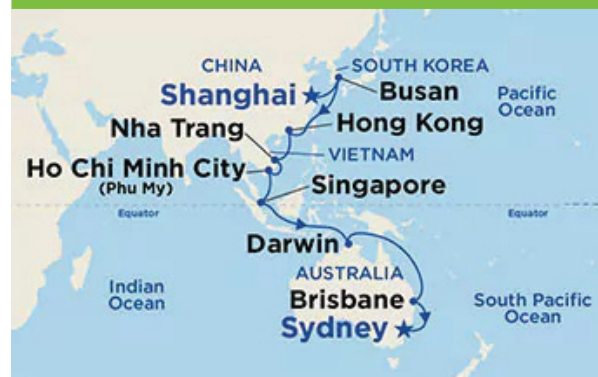 CHINA
SOUTH KOREA
Shanghai
Busan
Pacific
Ocean
Nha Trang
Hong Kong
VIETNAM
Ho Chi Minh City
(Phu My)
Singapore
Equator
Equator
Darwin
AUSTRALIA
Indian
Ocean
Brisbane
South Pacific
Ocean
Sydney